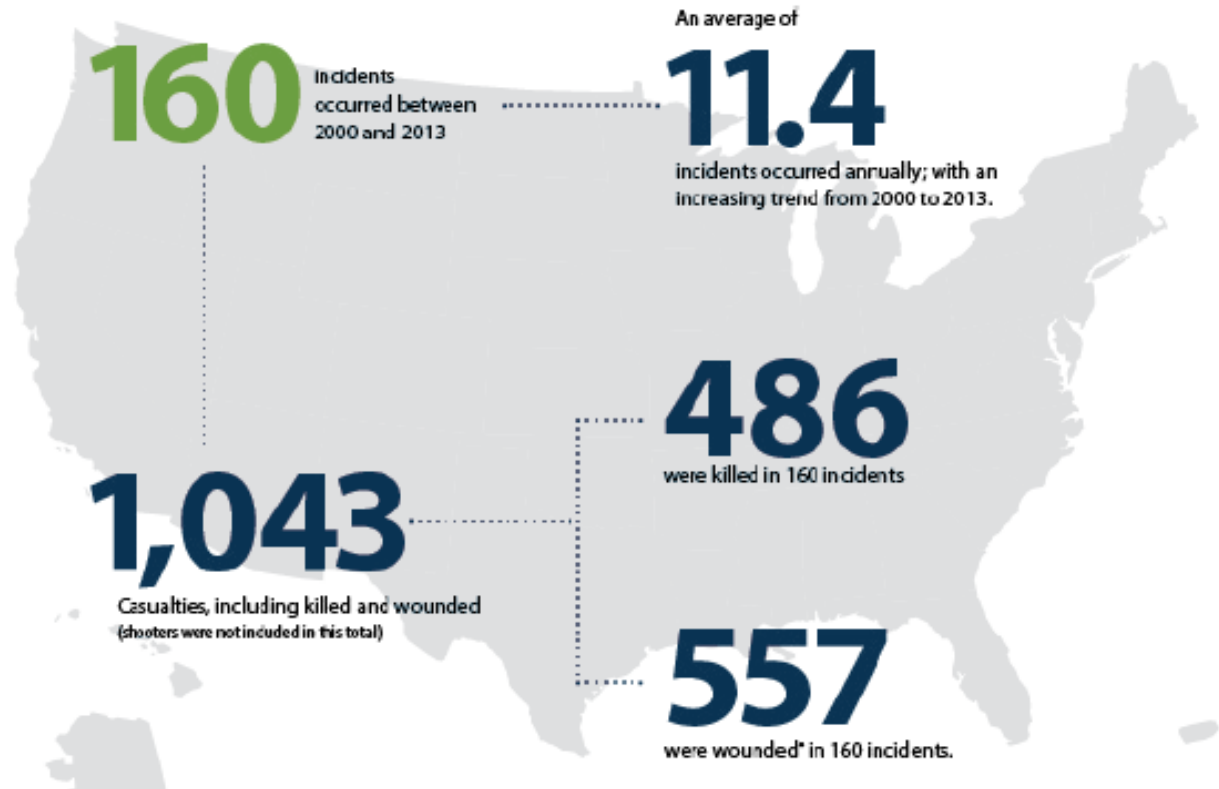 160
incidents
occurred between
2000 and 2013
An average of
11.4
incidents occurred annually; with an
increasing trend from 2000 to 2013.
1,043
Casualties, including killed and wounded
(shooters were not included in this total)
486
were killed in 160 incidents
557
were wounded* in 160 incidents.